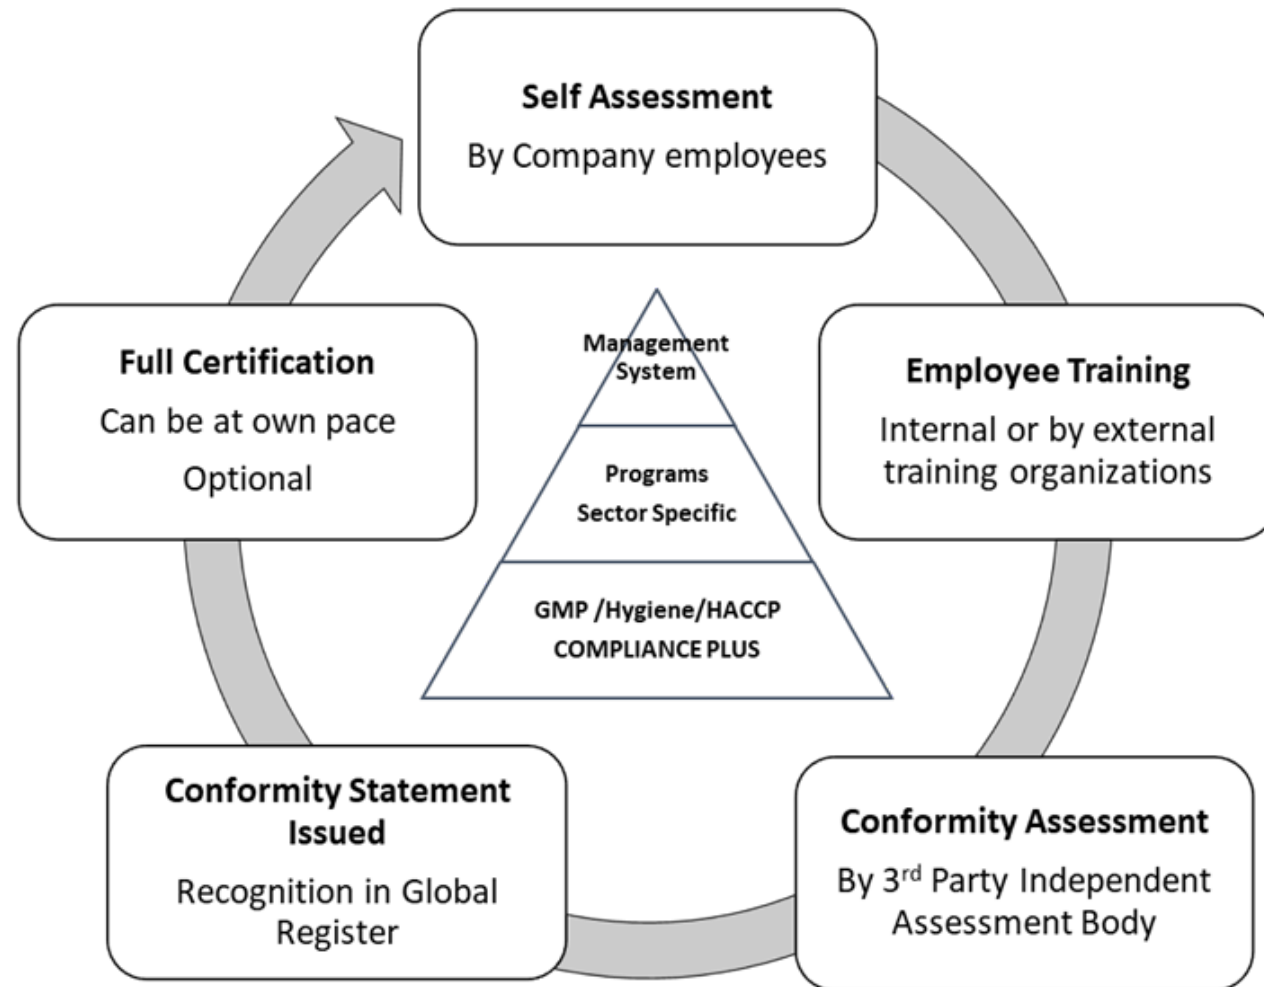 Self Assessment
By Company employees
Employee Training
Internal or by external
training organizations
Conformity Assessment
By 3rd Party Independent
Assessment Body
Conformity Statement
Issued
Recognition in Global
Register
Full Certification
Can be at own pace
Optional
Management
System
Programs
Sector Specific
GMP /Hygiene/HACCP
COMPLIANCE PLUS